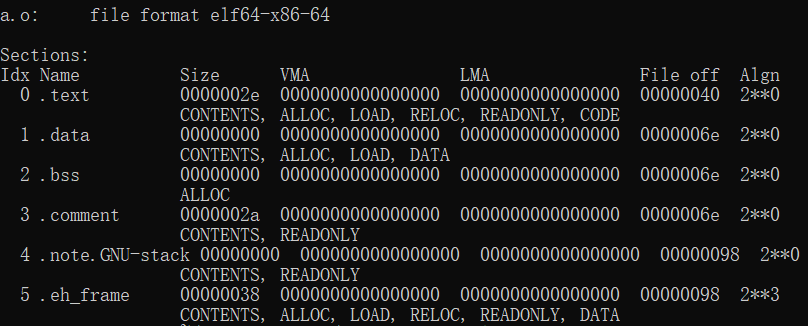 a.o:     file format elf64-x86-64

Sections:
Idx Name          Size      VMA               LMA               File off  Algn
  0 .text         0000002e  0000000000000000  0000000000000000  00000040  2**0
                  CONTENTS, ALLOC, LOAD, RELOC, READONLY, CODE
  1 .data         00000000  0000000000000000  0000000000000000  0000006e  2**0
                  CONTENTS, ALLOC, LOAD, DATA
  2 .bss          00000000  0000000000000000  0000000000000000  0000006e  2**0
                  ALLOC
  3 .comment      0000002a  0000000000000000  0000000000000000  0000006e  2**0
                  CONTENTS, READONLY
  4 .note.GNU-stack 00000000  0000000000000000  0000000000000000  00000098  2**0
                  CONTENTS, READONLY
  5 .eh_frame     00000038  0000000000000000  0000000000000000  00000098  2**3
                  CONTENTS, ALLOC, LOAD, RELOC, READONLY, DATA